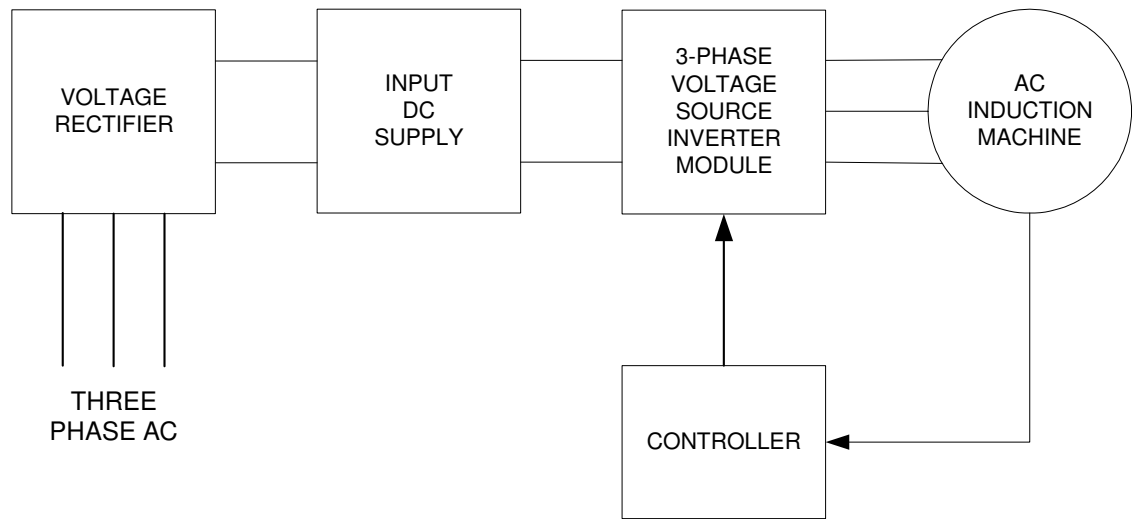 VOLTAGE
RECTIFIER
INPUT
DC
SUPPLY
3-PHASE
VOLTAGE
SOURCE
INVERTER
MODULE
AC
INDUCTION
MACHINE
THREE
PHASE AC
CONTROLLER